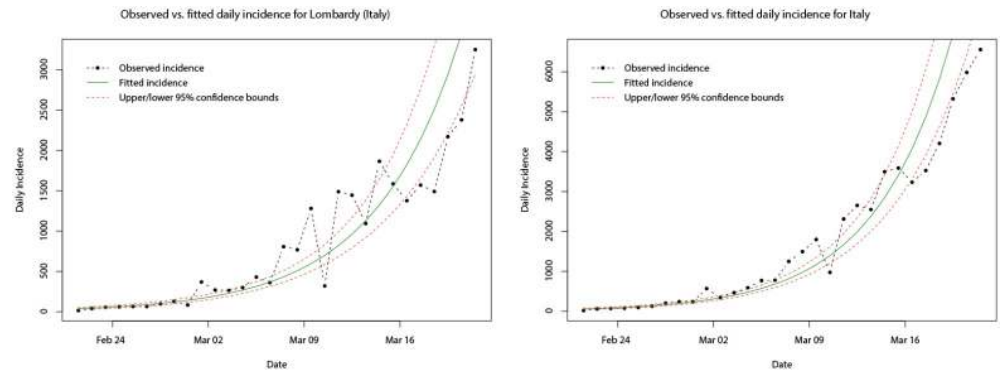 Observed vs. fitted daily incidence for Lombardy (Italy)
Observed incidence
Fitted incidence
Upper/lower 95% confidence bounds
Daily Incidence
3000
2500
2000
1500
1000
500
0
Feb 24
Mar 02
Mar 09
Mar 16
Date
Observed vs. fitted daily incidence for Italy
Observed incidence
Fitted incidence
Upper/lower 95% confidence bounds
Daily Incidence
6000
5000
4000
3000
2000
1000
0
Feb 24
Mar 02
Mar 09
Mar 16
Date